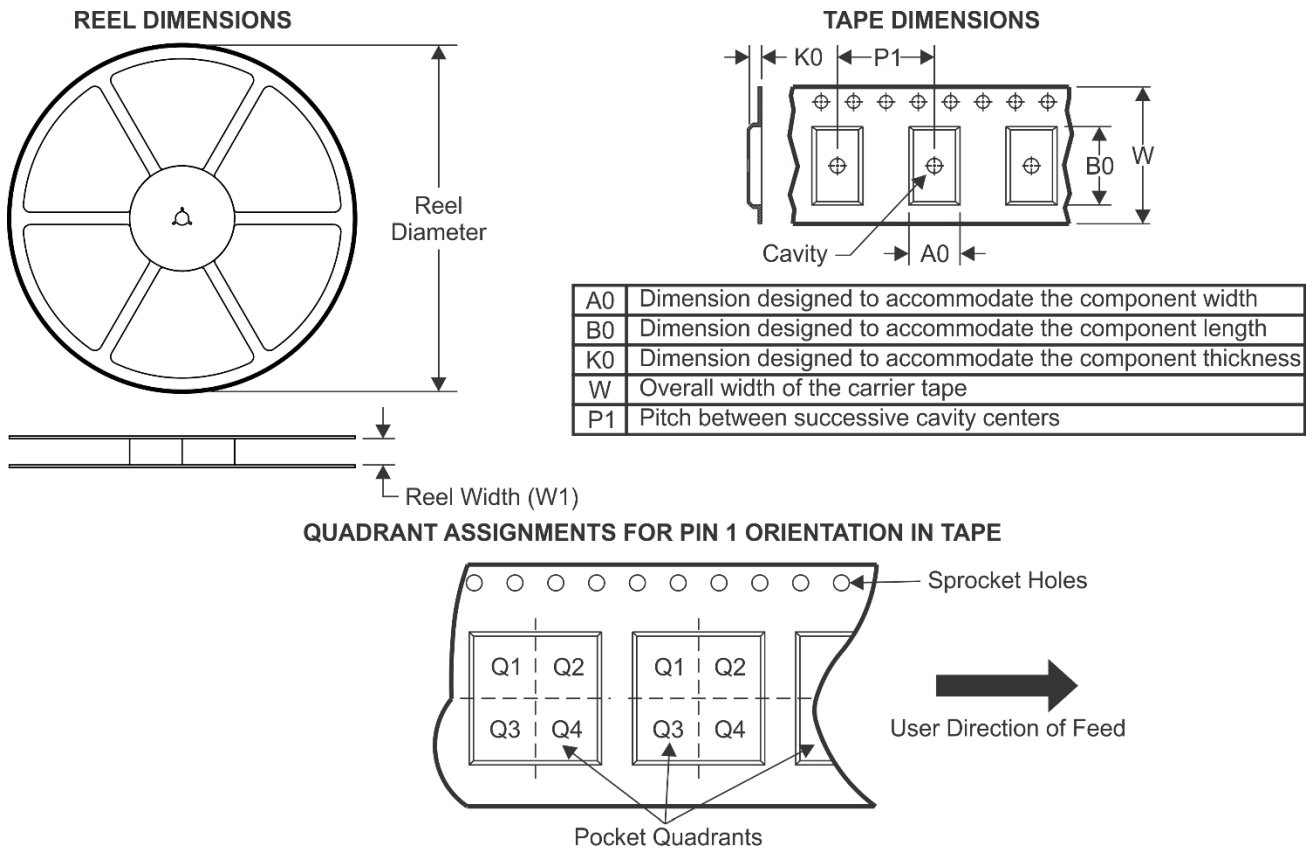 REEL DIMENSIONS
Reel
Diameter
Reel Width (W1)
TAPE DIMENSIONS
K0
P1
B0
W
Cavity
A0
A0 Dimension designed to accommodate the component width
B0 Dimension designed to accommodate the component length
K0 Dimension designed to accommodate the component thickness
W Overall width of the carrier tape
P1 Pitch between successive cavity centers
QUADRANT ASSIGNMENTS FOR PIN 1 ORIENTATION IN TAPE
Sprocket Holes
Q1 Q2 Q1 Q2
Q3 Q4 Q3 Q4
User Direction of Feed
Pocket Quadrants